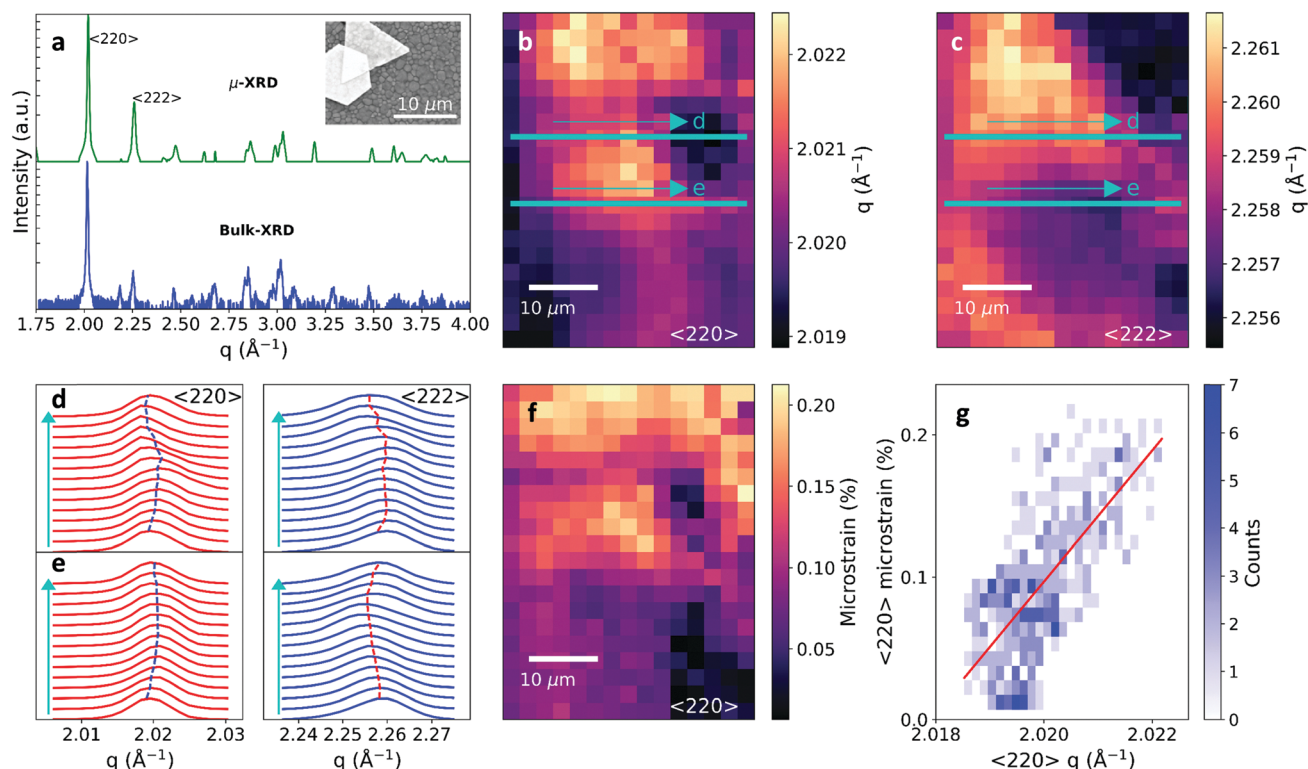 a
<220>
<222>
μ-XRD
10 μm
Bulk-XRD
Intensity (a.u.)
1.75 2.00 2.25 2.50 2.75 3.00 3.25 3.50 3.75 4.00
q (Å⁻¹)
b
d
e
10 μm
<220>
2.022
2.021
2.020
2.019
q (Å⁻¹)
c
d
e
10 μm
<222>
2.261
2.260
2.259
2.258
2.257
2.256
q (Å⁻¹)
d
<220>
<222>
e
2.01 2.02 2.03
q (Å⁻¹)
2.24 2.25 2.26 2.27
q (Å⁻¹)
f
10 μm
<220>
0.20
0.15
0.10
0.05
Microstrain (%)
g
0.2
0.1
0.0
<220> microstrain (%)
2.018 2.020 2.022
<220> q (Å⁻¹)
7
6
5
4
3
2
1
0
Counts